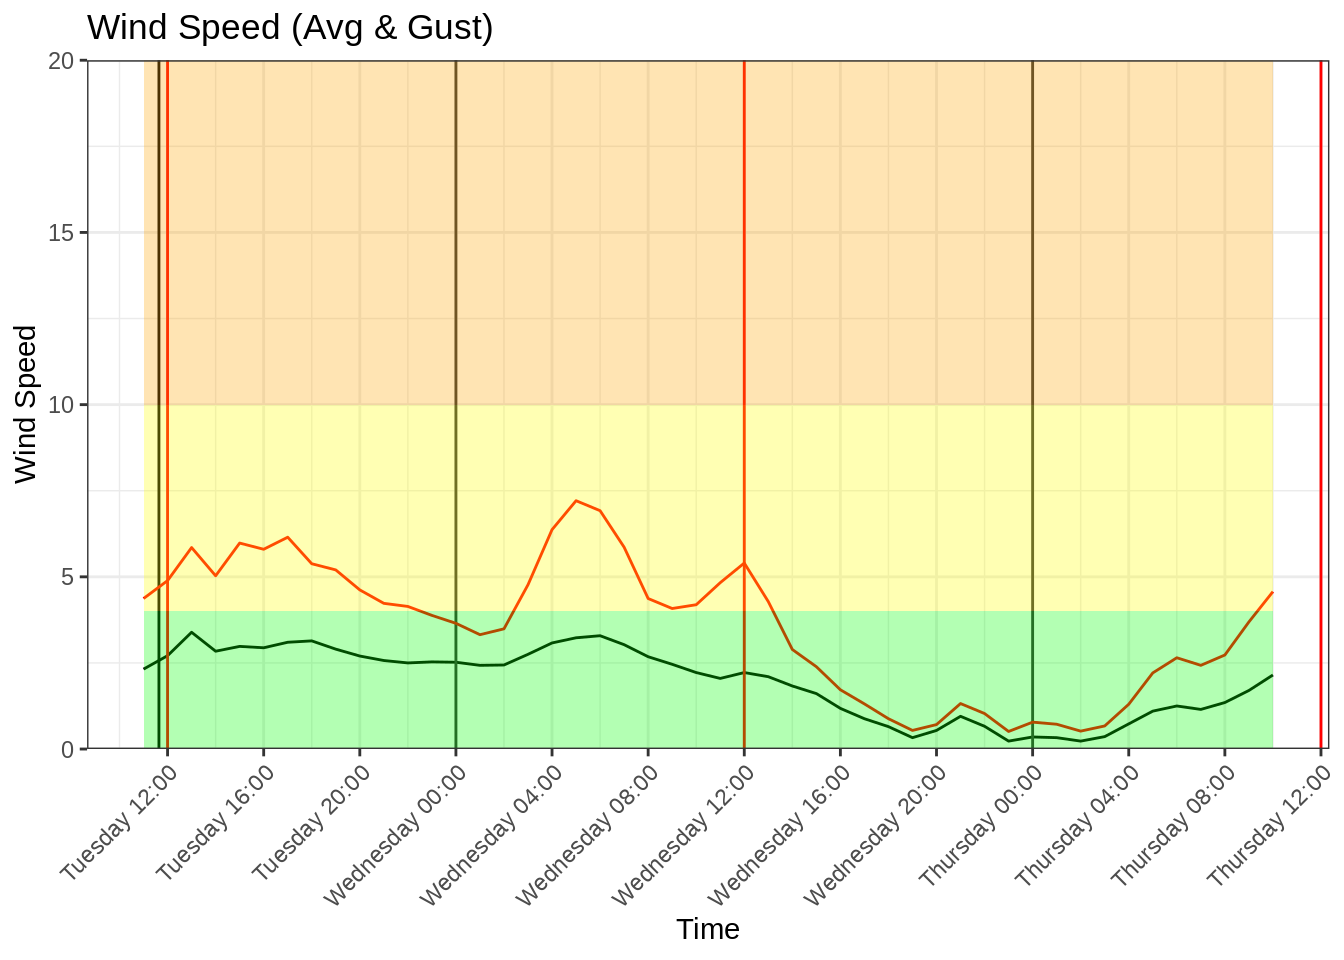 Wind Speed (Avg & Gust)
20
15
10
5
0
Wind Speed
Tuesday 12:00
Tuesday 16:00
Tuesday 20:00
Wednesday 00:00
Wednesday 04:00
Wednesday 08:00
Wednesday 12:00
Wednesday 16:00
Wednesday 20:00
Thursday 00:00
Thursday 04:00
Thursday 08:00
Thursday 12:00
Time